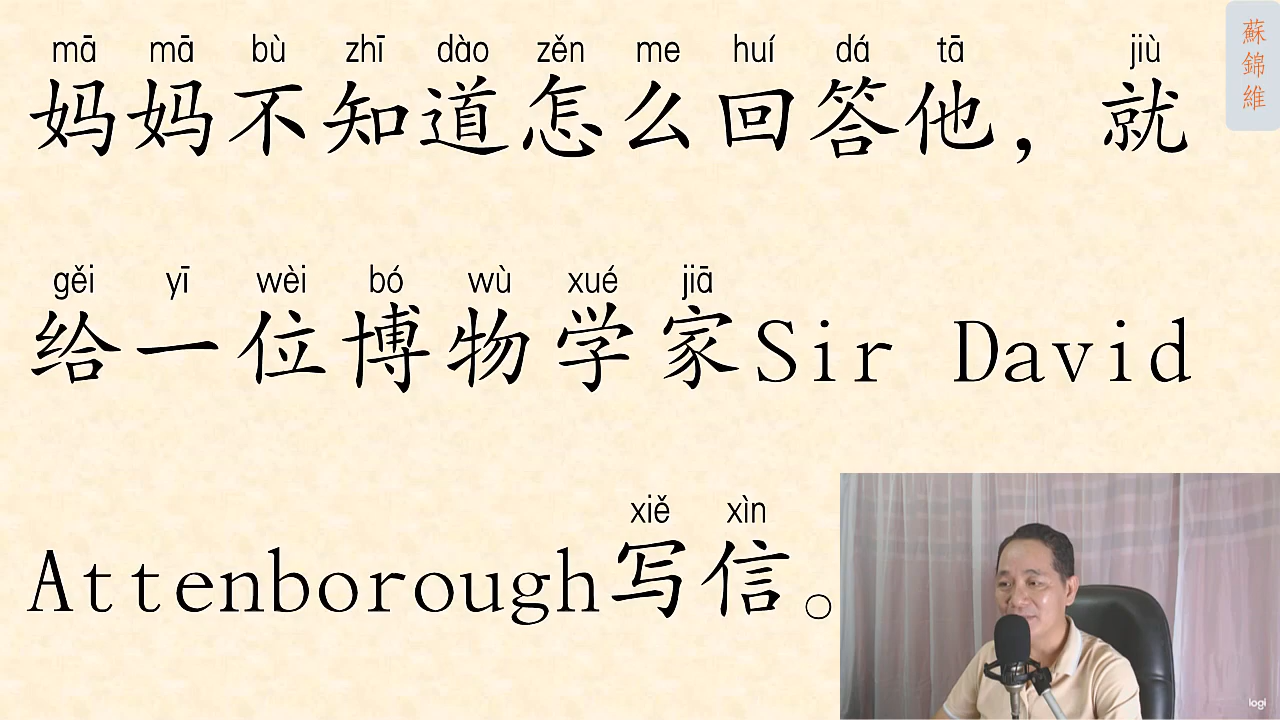 mā mā bù zhī dào zěn me huí dá tā jiù
妈妈不知道怎么回答他，就
gěi yī wèi bó wù xué jiā
给一位博物学家Sir David
xiě xìn
Attenborough写信。
蘇錦維
logi